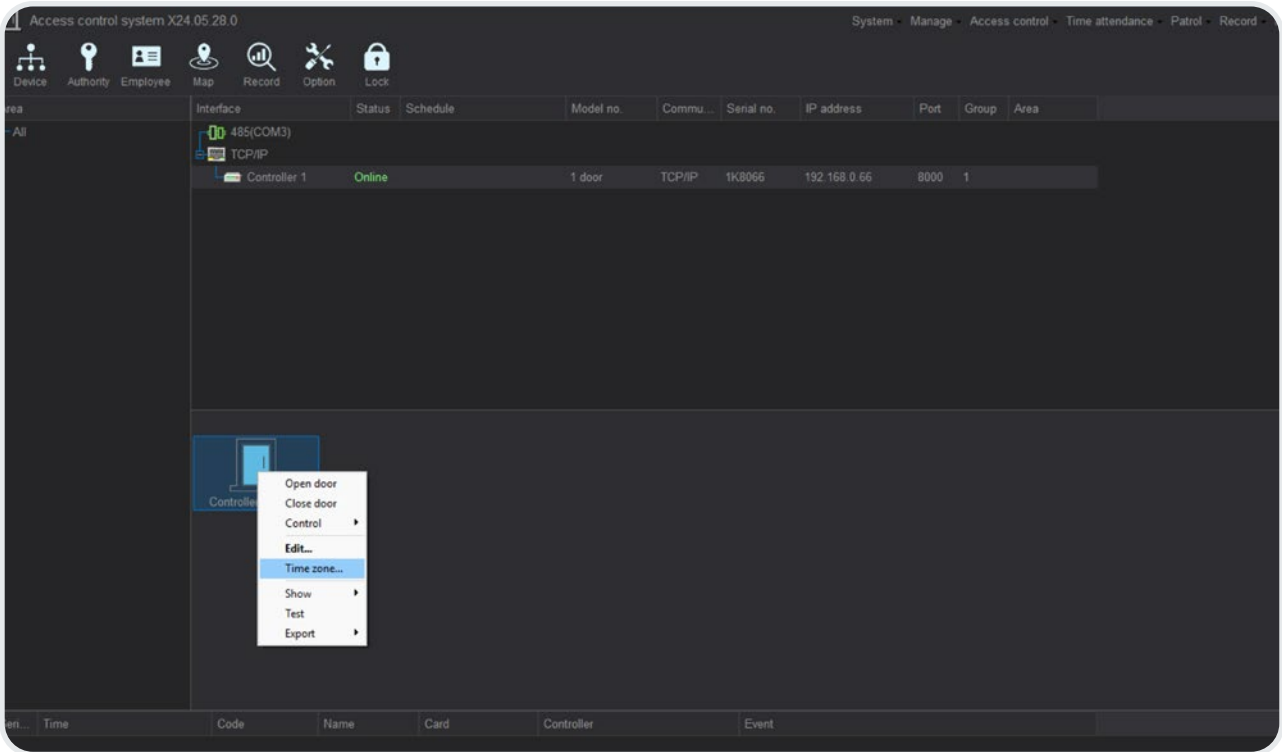 Access control system X24.05.28.0
System Manage Access control Time attendance Patrol Record
Device Authority Employee Map Record Option Lock
Interface Status Schedule Model no. Commu... Serial no. IP address Port Group Area
All
485(COM3)
TCP/IP
Controller 1 Online 1 door TCP/IP 1K8066 192.168.0.66 8000 1
Open door
Close door
Control
Edit...
Time zone...
Show
Test
Export
Time Code Name Card Controller Event